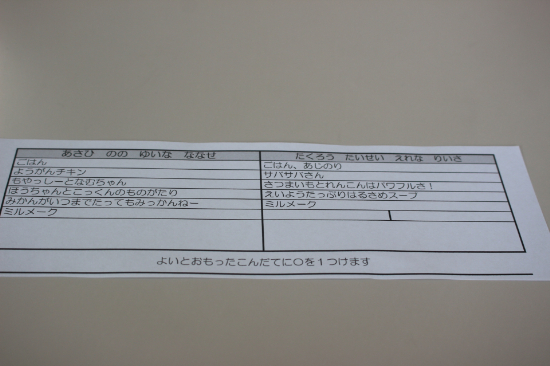 あさひ　のの　ゆいな　ななせ
ごはん
ようがんチキン
もやっしーとなむちゃん
ほうちゃんとこっくんのものがたり
みかんがいつまでたってもみっかんねー
ミルメーク
たくろう　たいせい　えれな　りいさ
ごはん、あじのり
サバサバさん
さつまいもとれんこんはパワフルさ！
えいようたっぷりはるさめスープ
ミルメーク
よいとおもったこんだてに〇を１つけます